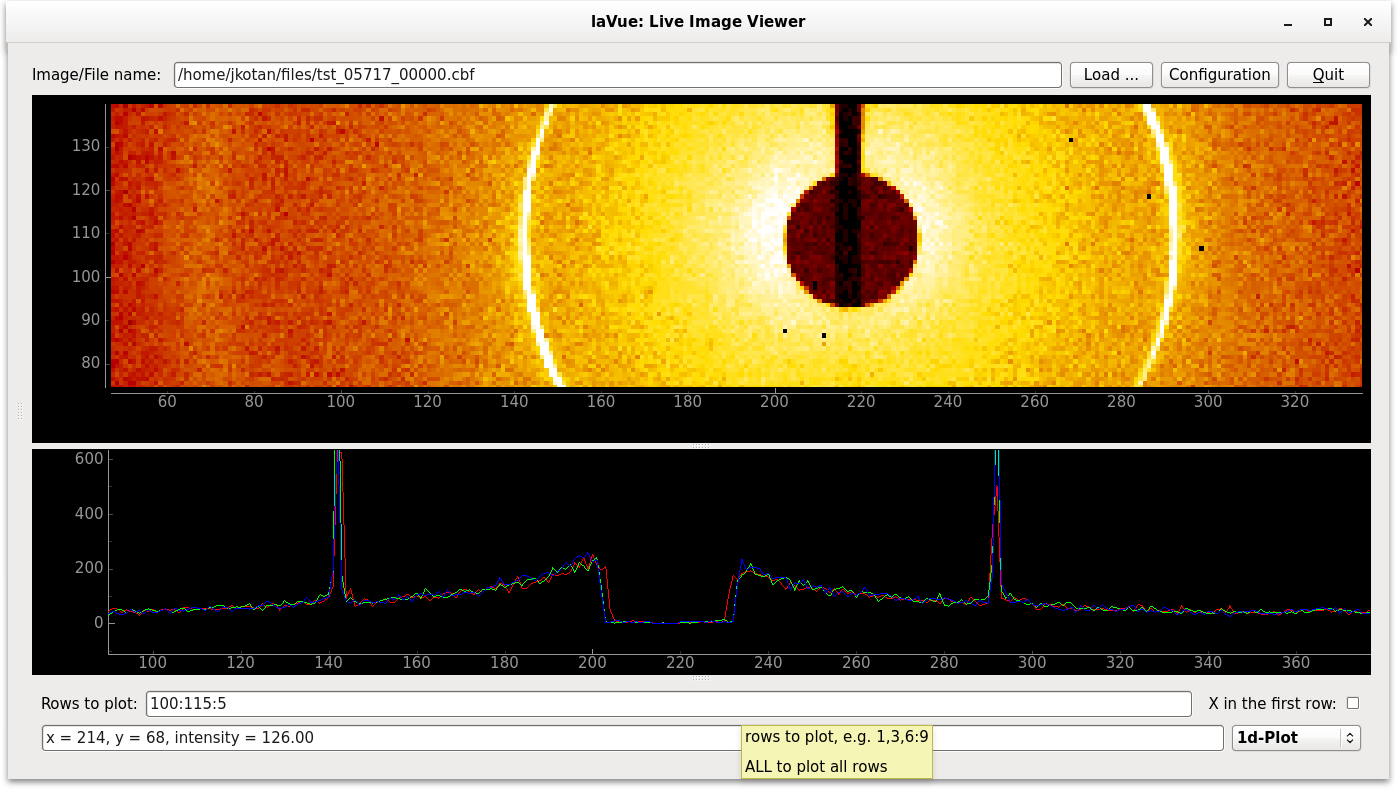 laVue: Live Image Viewer
Image/File name: /home/jkotan/files/tst_05717_00000.cbf Load ... Configuration Quit
130
120
110
100
90
80
60 80 100 120 140 160 180 200 220 240 260 280 300 320
600
400
200
0
100 120 140 160 180 200 220 240 260 280 300 320 340 360
Rows to plot: 100:115:5 X in the first row:
x = 214, y = 68, intensity = 126.00 rows to plot, e.g. 1,3,6:9 1d-Plot
ALL to plot all rows